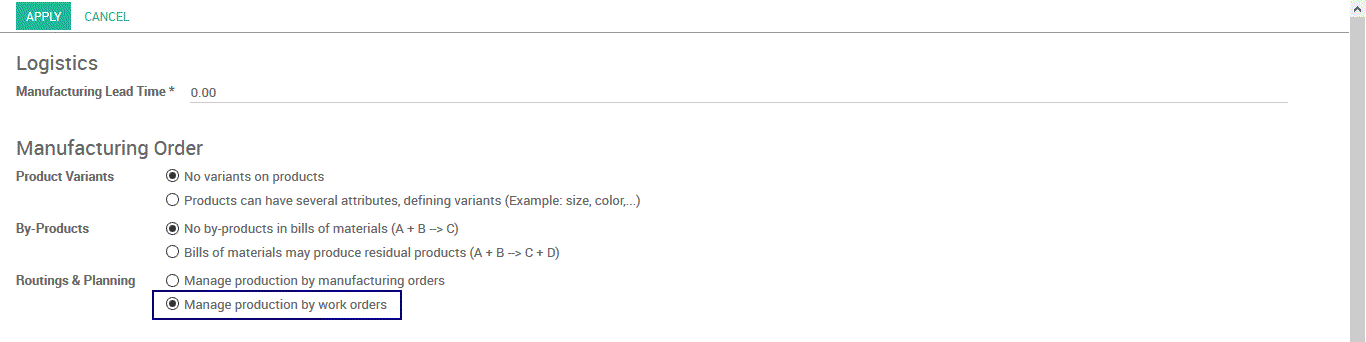 APPLY CANCEL
Logistics
Manufacturing Lead Time * 0.00
Manufacturing Order
Product Variants No variants on products
Products can have several attributes, defining variants (Example: size, color,...)
By-Products No by-products in bills of materials (A + B --> C)
Bills of materials may produce residual products (A + B --> C + D)
Routings & Planning Manage production by manufacturing orders
Manage production by work orders